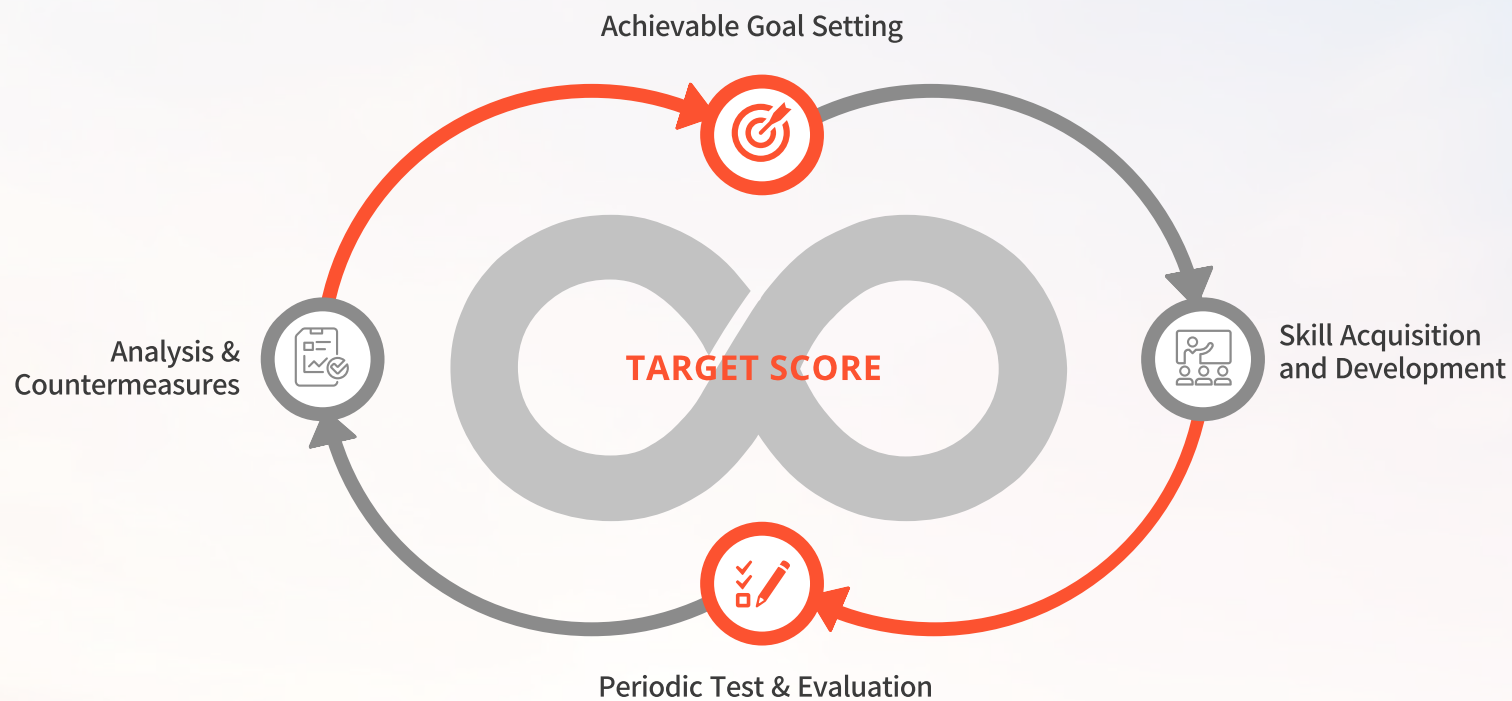 Achievable Goal Setting
Analysis &
Countermeasures
TARGET SCORE
Skill Acquisition
and Development
Periodic Test & Evaluation